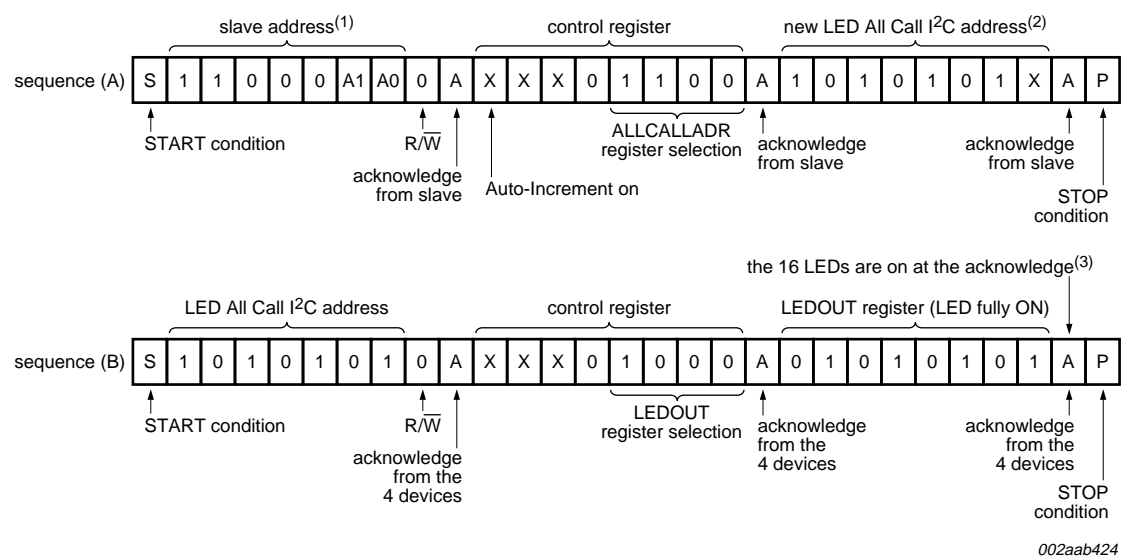 slave address(1) control register new LED All Call I2C address(2)
sequence (A) S 1 1 0 0 0 A1 A0 0 A X X X 0 1 1 0 0 A 1 0 1 0 1 0 1 X A P
START condition R/W ALLCALLADR register selection acknowledge from slave acknowledge from slave
acknowledge from slave Auto-Increment on STOP condition
the 16 LEDs are on at the acknowledge(3)
LED All Call I2C address control register LEDOUT register (LED fully ON)
sequence (B) S 1 0 1 0 1 0 1 0 A X X X 0 1 0 0 0 A 0 1 0 1 0 1 0 1 A P
START condition R/W LEDOUT register selection acknowledge from the 4 devices acknowledge from the 4 devices
acknowledge from the 4 devices STOP condition
002aab424